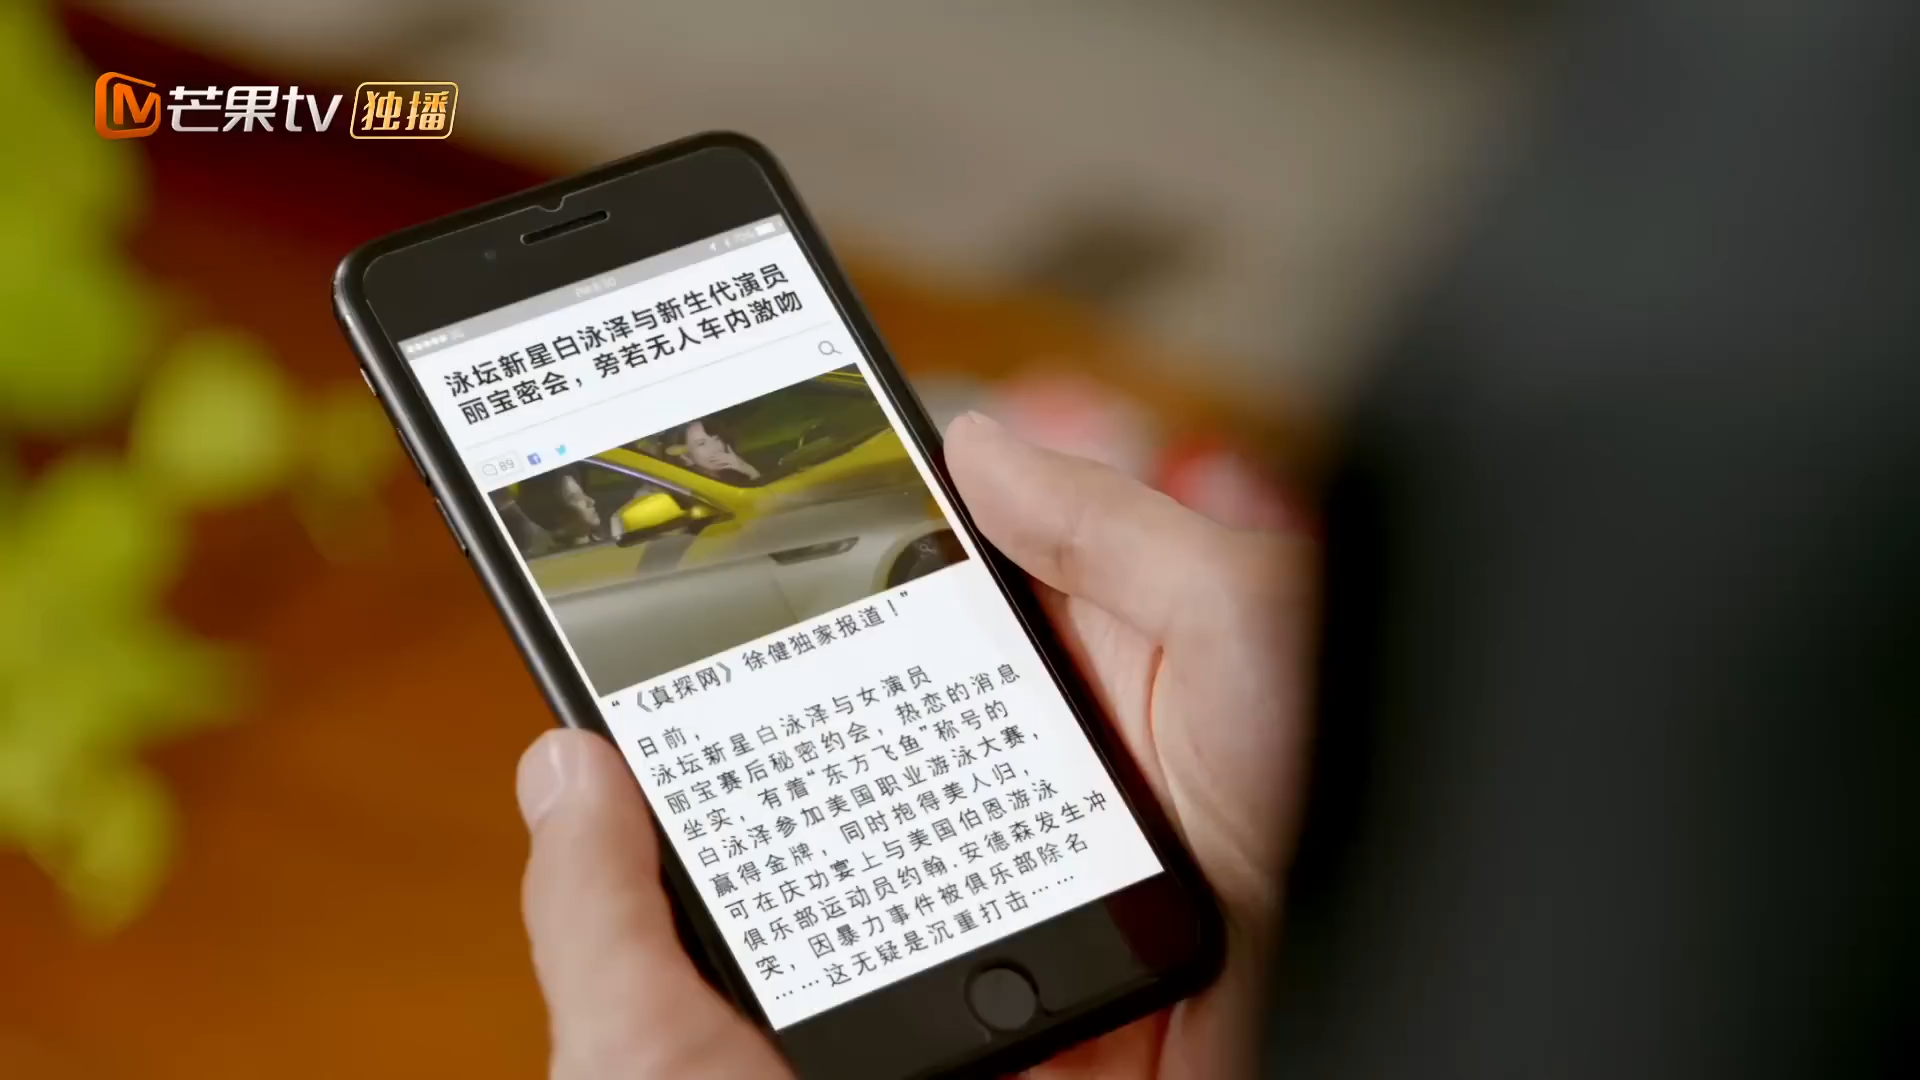 芒果tv 独播
泳坛新星白泳泽与新生代演员
丽宝密会，旁若无人车内激吻
89
“《真探网》徐健独家报道！”
日前，
泳坛新星白泳泽与女演员
丽宝赛后秘密约会，热恋的消息
坐实，有着“东方飞鱼”称号的
白泳泽参加美国职业游泳大赛，
赢得金牌，同时抱得美人归，
可在庆功宴上与美国伯恩游泳
俱乐部运动员约翰.安德森发生冲
突，因暴力事件被俱乐部除名
……这无疑是沉重打击……